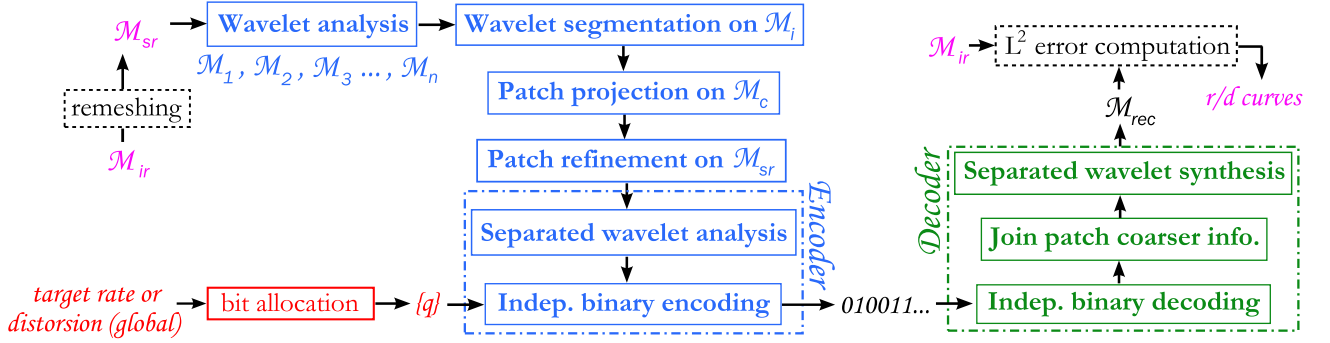 Wavelet analysis
Wavelet segmentation on ℳi
ℳsr
ℳ1 , ℳ2 , ℳ3 ..., ℳn
remeshing
ℳir
Patch projection on ℳc
Patch refinement on ℳsr
Encoder
Separated wavelet analysis
target rate or
distorsion (global)
bit allocation
{q}
Indep. binary encoding
010011...
ℳir
L² error computation
r/d curves
ℳrec
Decoder
Separated wavelet synthesis
Join patch coarser info.
Indep. binary decoding